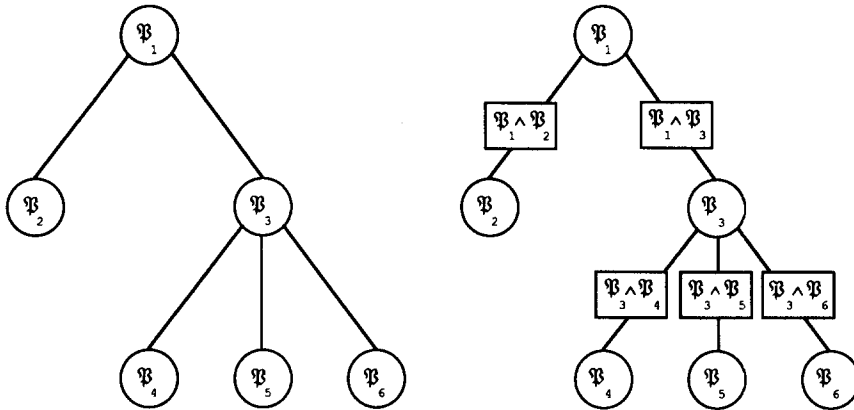 𝔓₁ 𝔓₁
𝔓₁ ∧ 𝔓₂ 𝔓₁ ∧ 𝔓₃
𝔓₂ 𝔓₃ 𝔓₂ 𝔓₃
𝔓₃ ∧ 𝔓₄ 𝔓₃ ∧ 𝔓₅ 𝔓₃ ∧ 𝔓₆
𝔓₄ 𝔓₅ 𝔓₆ 𝔓₄ 𝔓₅ 𝔓₆